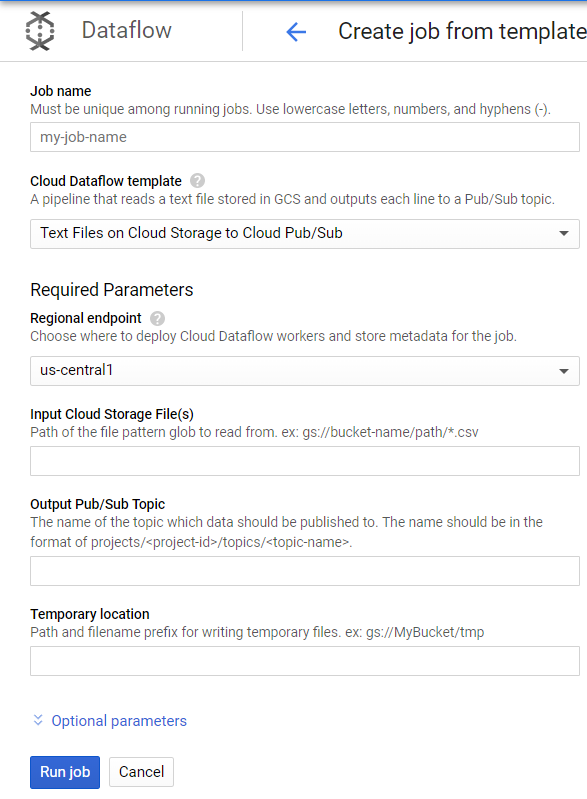 Dataflow
Create job from template
Job name
Must be unique among running jobs. Use lowercase letters, numbers, and hyphens (-).
my-job-name
Cloud Dataflow template ?
A pipeline that reads a text file stored in GCS and outputs each line to a Pub/Sub topic.
Text Files on Cloud Storage to Cloud Pub/Sub
Required Parameters
Regional endpoint ?
Choose where to deploy Cloud Dataflow workers and store metadata for the job.
us-central1
Input Cloud Storage File(s)
Path of the file pattern glob to read from. ex: gs://bucket-name/path/*.csv
Output Pub/Sub Topic
The name of the topic which data should be published to. The name should be in the
format of projects/<project-id>/topics/<topic-name>.
Temporary location
Path and filename prefix for writing temporary files. ex: gs://MyBucket/tmp
Optional parameters
Run job Cancel